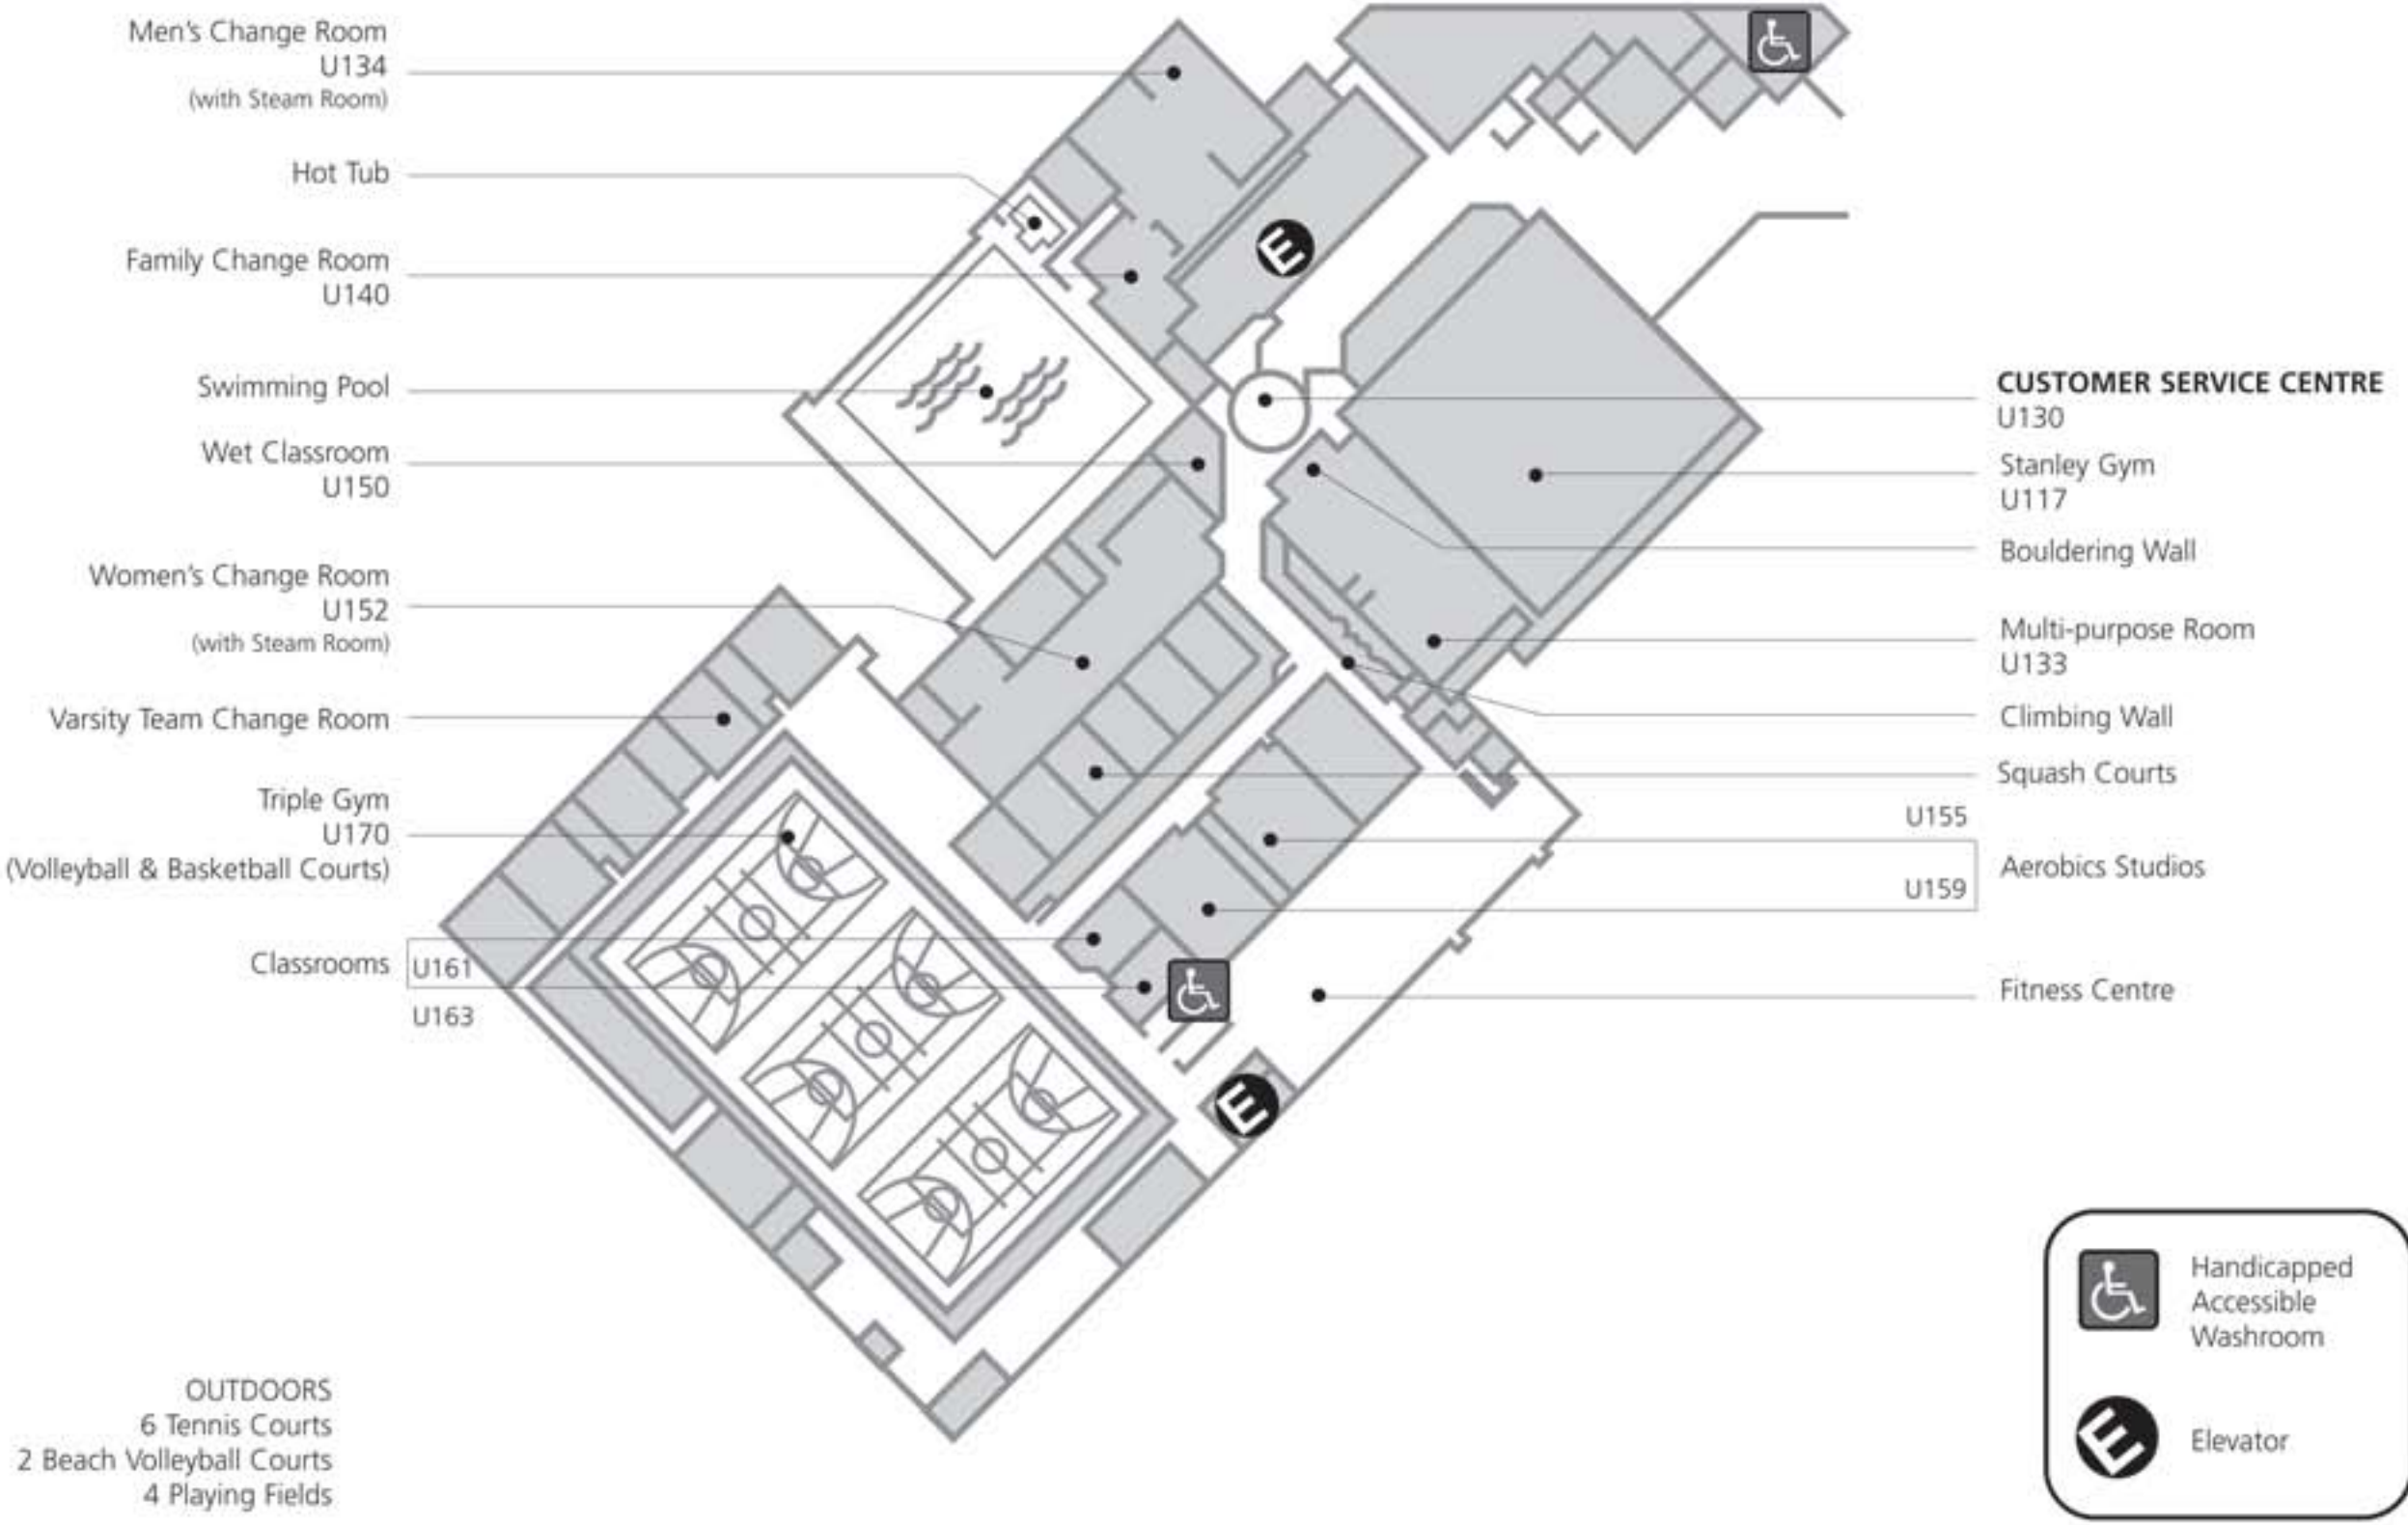 Men's Change Room
U134
(with Steam Room)
Hot Tub
Family Change Room
U140
Swimming Pool
Wet Classroom
U150
Women's Change Room
U152
(with Steam Room)
Varsity Team Change Room
Triple Gym
U170
(Volleyball & Basketball Courts)
Classrooms
U161
U163
OUTDOORS
6 Tennis Courts
2 Beach Volleyball Courts
4 Playing Fields
E
E
CUSTOMER SERVICE CENTRE
U130
Stanley Gym
U117
Bouldering Wall
Multi-purpose Room
U133
Climbing Wall
Squash Courts
U155
Aerobics Studios
U159
Fitness Centre
Handicapped
Accessible
Washroom
E
Elevator